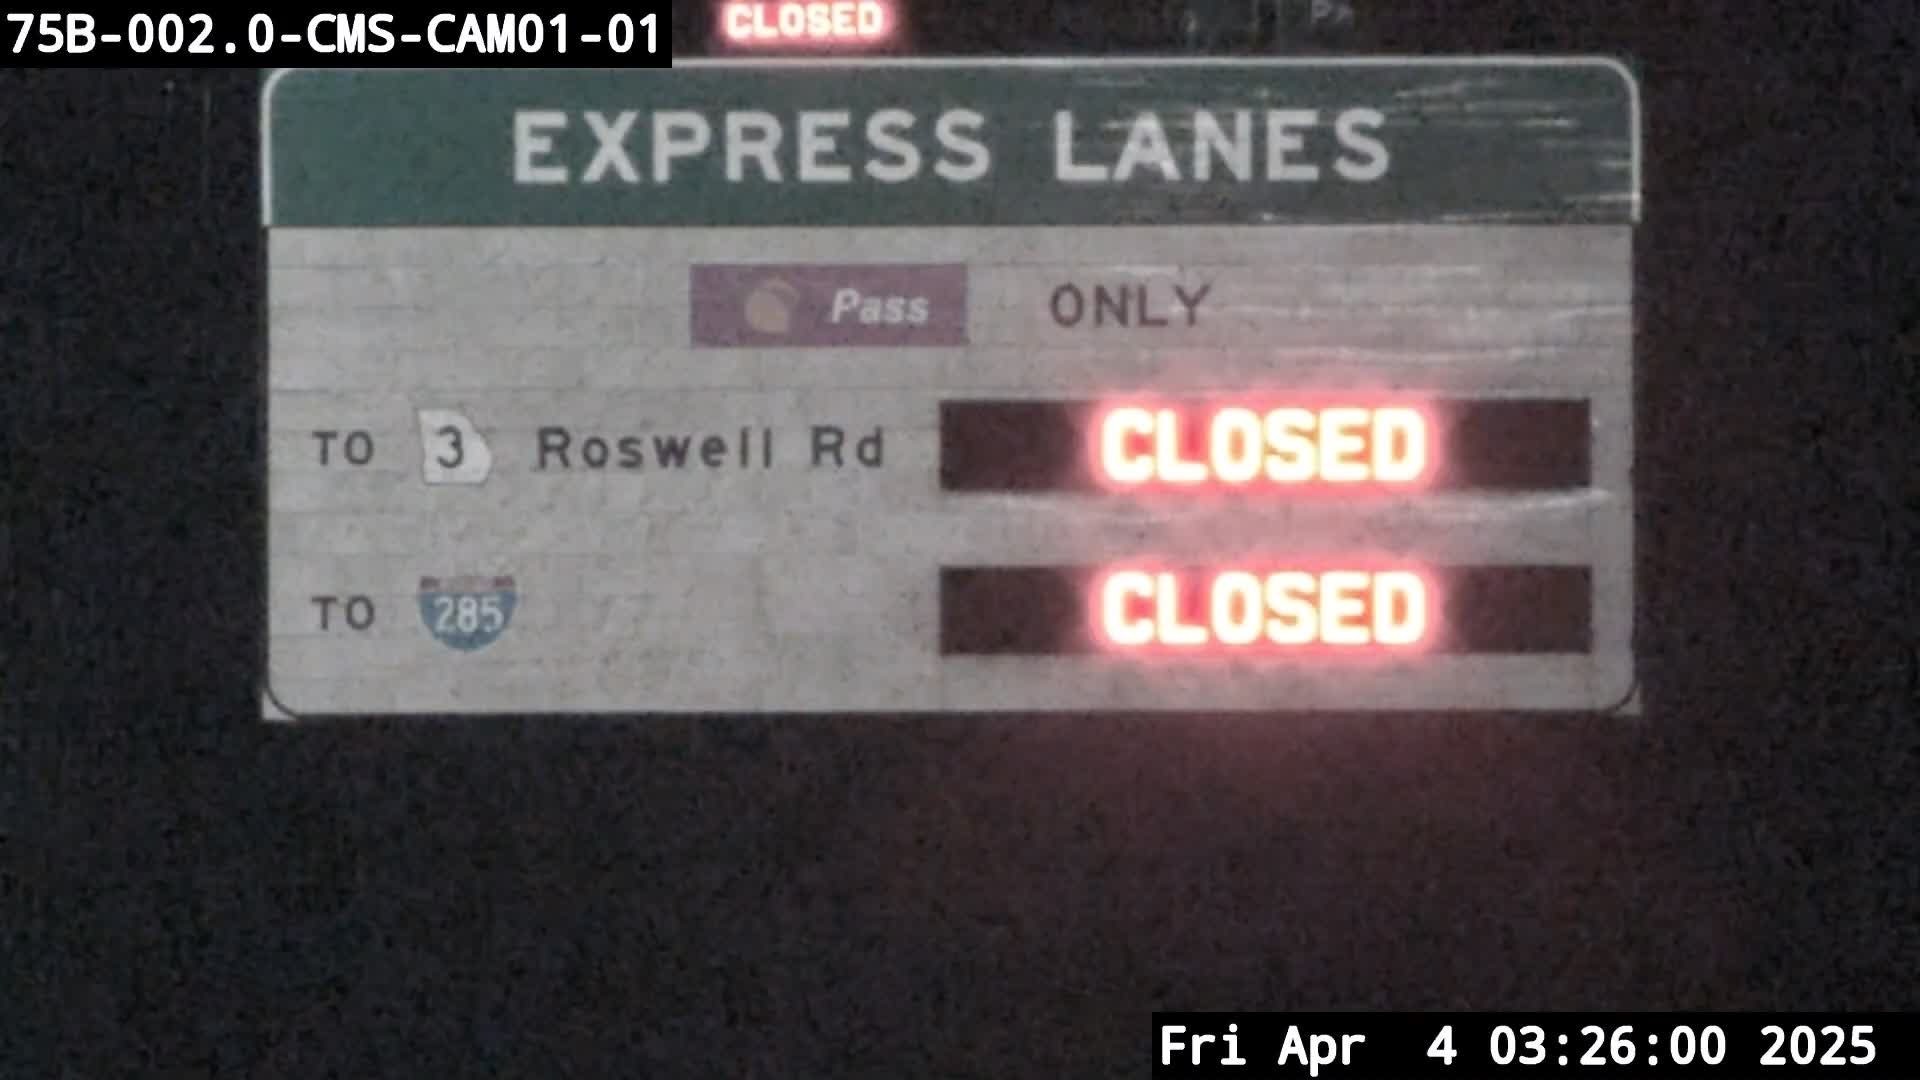 75B-002.0-CMS-CAM01-01
CLOSED
EXPRESS LANES
Pass ONLY
TO 3 Roswell Rd CLOSED
TO 285 CLOSED
Fri Apr 4 03:26:00 2025